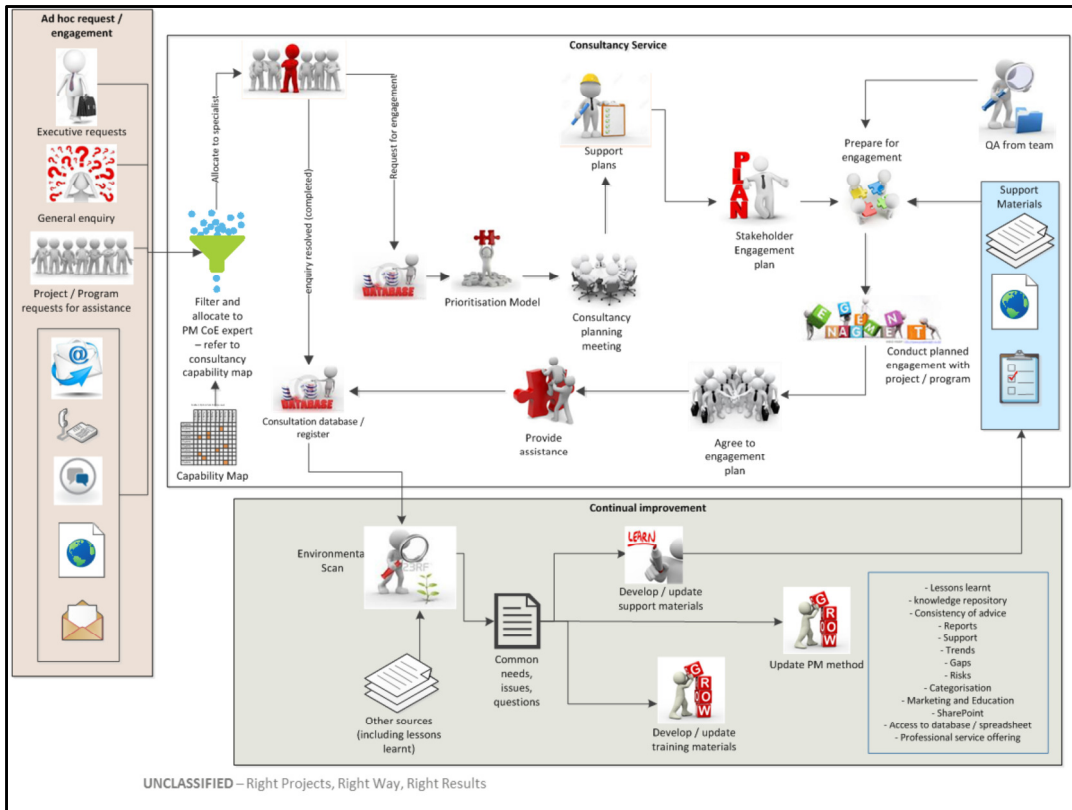 Ad hoc request /
engagement
Executive requests
General enquiry
Project / Program
requests for assistance
Consultancy Service
Allocate to specialist
Filter and
allocate to
PM CoE expert
– refer to
consultancy
capability map
Capability Map
enquiry resolved (completed)
Request for engagement
DATABASE
Prioritisation Model
Consultancy
planning
meeting
Support
plans
PLAN
Stakeholder
Engagement
plan
Prepare for
engagement
QA from team
Support
Materials
ENGAGEMENT
Conduct planned
engagement with
project / program
Agree to
engagement
plan
Provide
assistance
DATABASE
Consultation database /
register
Continual improvement
Environmenta
Scan
123RF
Other sources
(including lessons
learnt)
Common
needs,
issues,
questions
LEARN
Develop / update
support materials
GROW
Update PM method
GROW
Develop / update
training materials
- Lessons learnt
- knowledge repository
- Consistency of advice
- Reports
- Support
- Trends
- Gaps
- Risks
- Categorisation
- Marketing and Education
- SharePoint
- Access to database / spreadsheet
- Professional service offering
UNCLASSIFIED – Right Projects, Right Way, Right Results